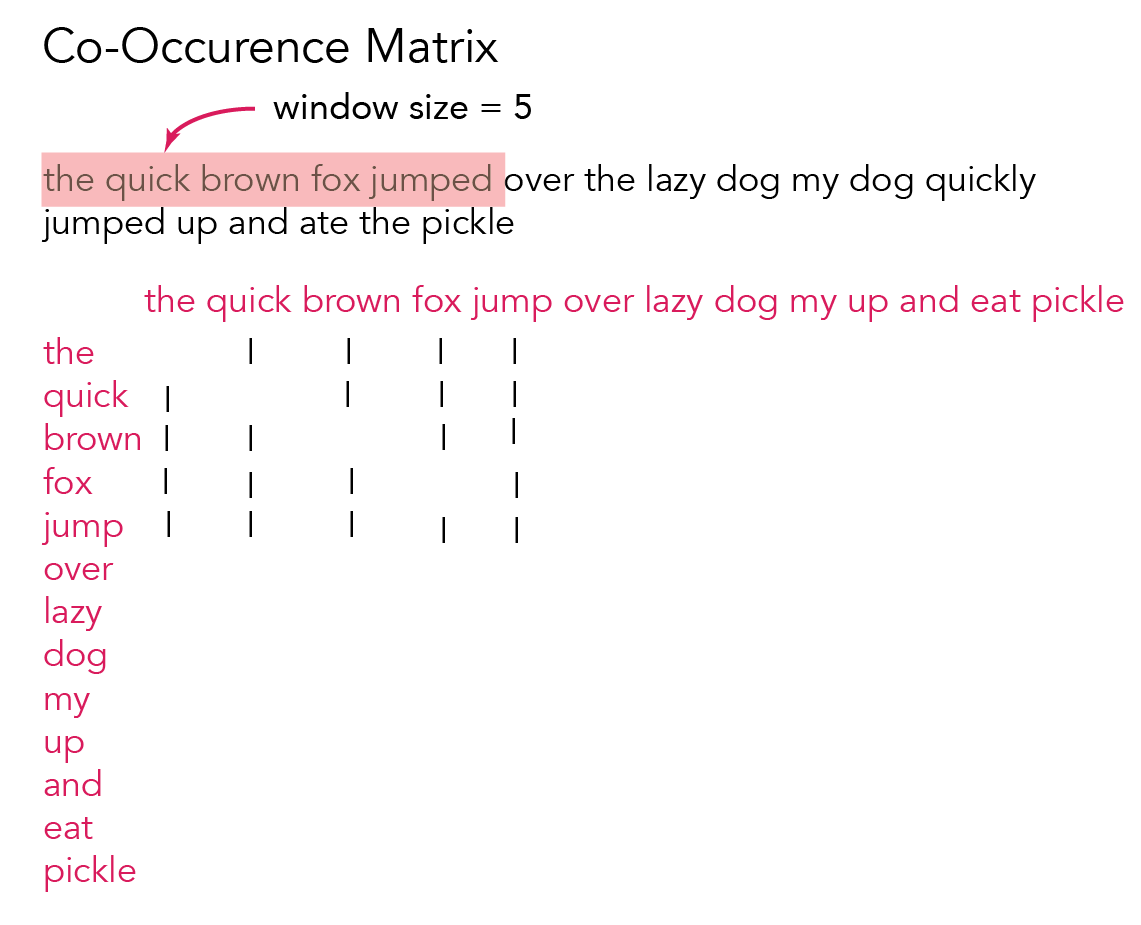 Co-Occurence Matrix
window size = 5
the quick brown fox jumped over the lazy dog my dog quickly
jumped up and ate the pickle
the quick brown fox jump over lazy dog my up and eat pickle
the | | | |
quick | | | |
brown | | | |
fox | | | |
jump | | | | |
over
lazy
dog
my
up
and
eat
pickle